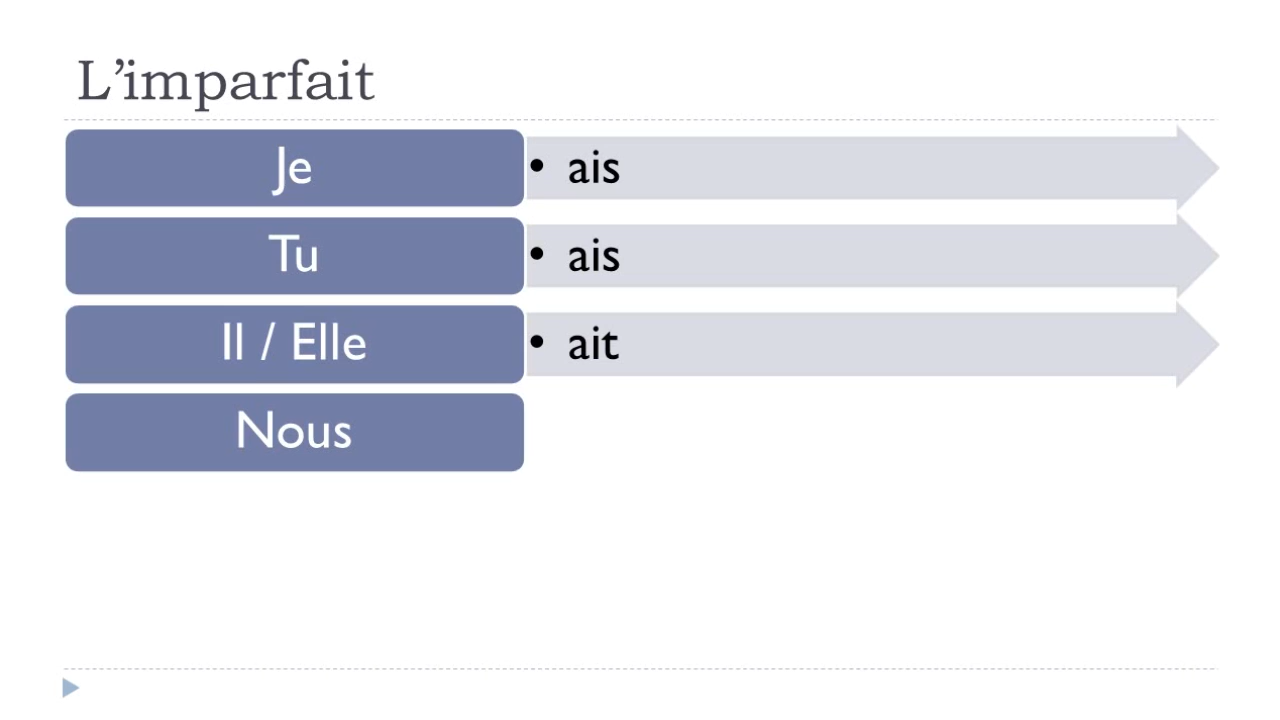 L’imparfait
Je
• ais
Tu
• ais
Il / Elle
• ait
Nous